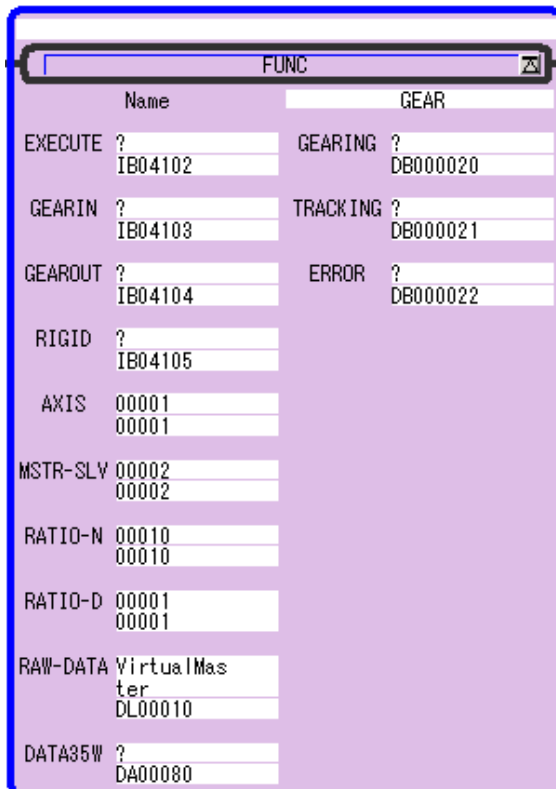 FUNC
Name GEAR
EXECUTE ? GEARING ?
IB04102 DB000020
GEARIN ? TRACKING ?
IB04103 DB000021
GEAROUT ? ERROR ?
IB04104 DB000022
RIGID ?
IB04105
AXIS 00001
00001
MSTR-SLV 00002
00002
RATIO-N 00010
00010
RATIO-D 00001
00001
RAW-DATA VirtualMas
ter
DL00010
DATA35W ?
DA00080